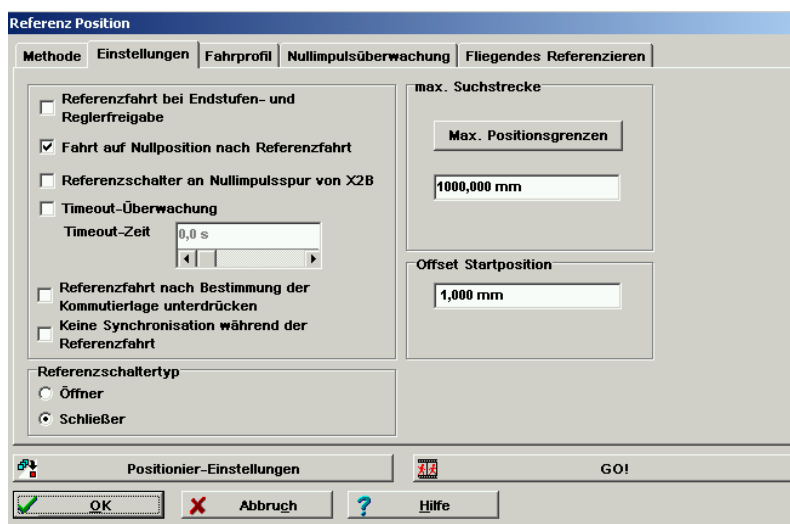 Referenz Position
Methode Einstellungen Fahrprofil Nullimpulsüberwachung Fliegendes Referenzieren
Referenzfahrt bei Endstufen- und
Reglerfreigabe
Fahrt auf Nullposition nach Referenzfahrt
Referenzschalter an Nullimpulsspur von X2B
Timeout-Überwachung
Timeout-Zeit
0,0 s
Referenzfahrt nach Bestimmung der
Kommutierlage unterdrücken
Keine Synchronisation während der
Referenzfahrt
max. Suchstrecke
Max. Positionsgrenzen
1000,000 mm
Offset Startposition
1,000 mm
Referenzschaltertyp
Öffner
Schließer
Positionier-Einstellungen
GO!
OK
Abbruch
Hilfe